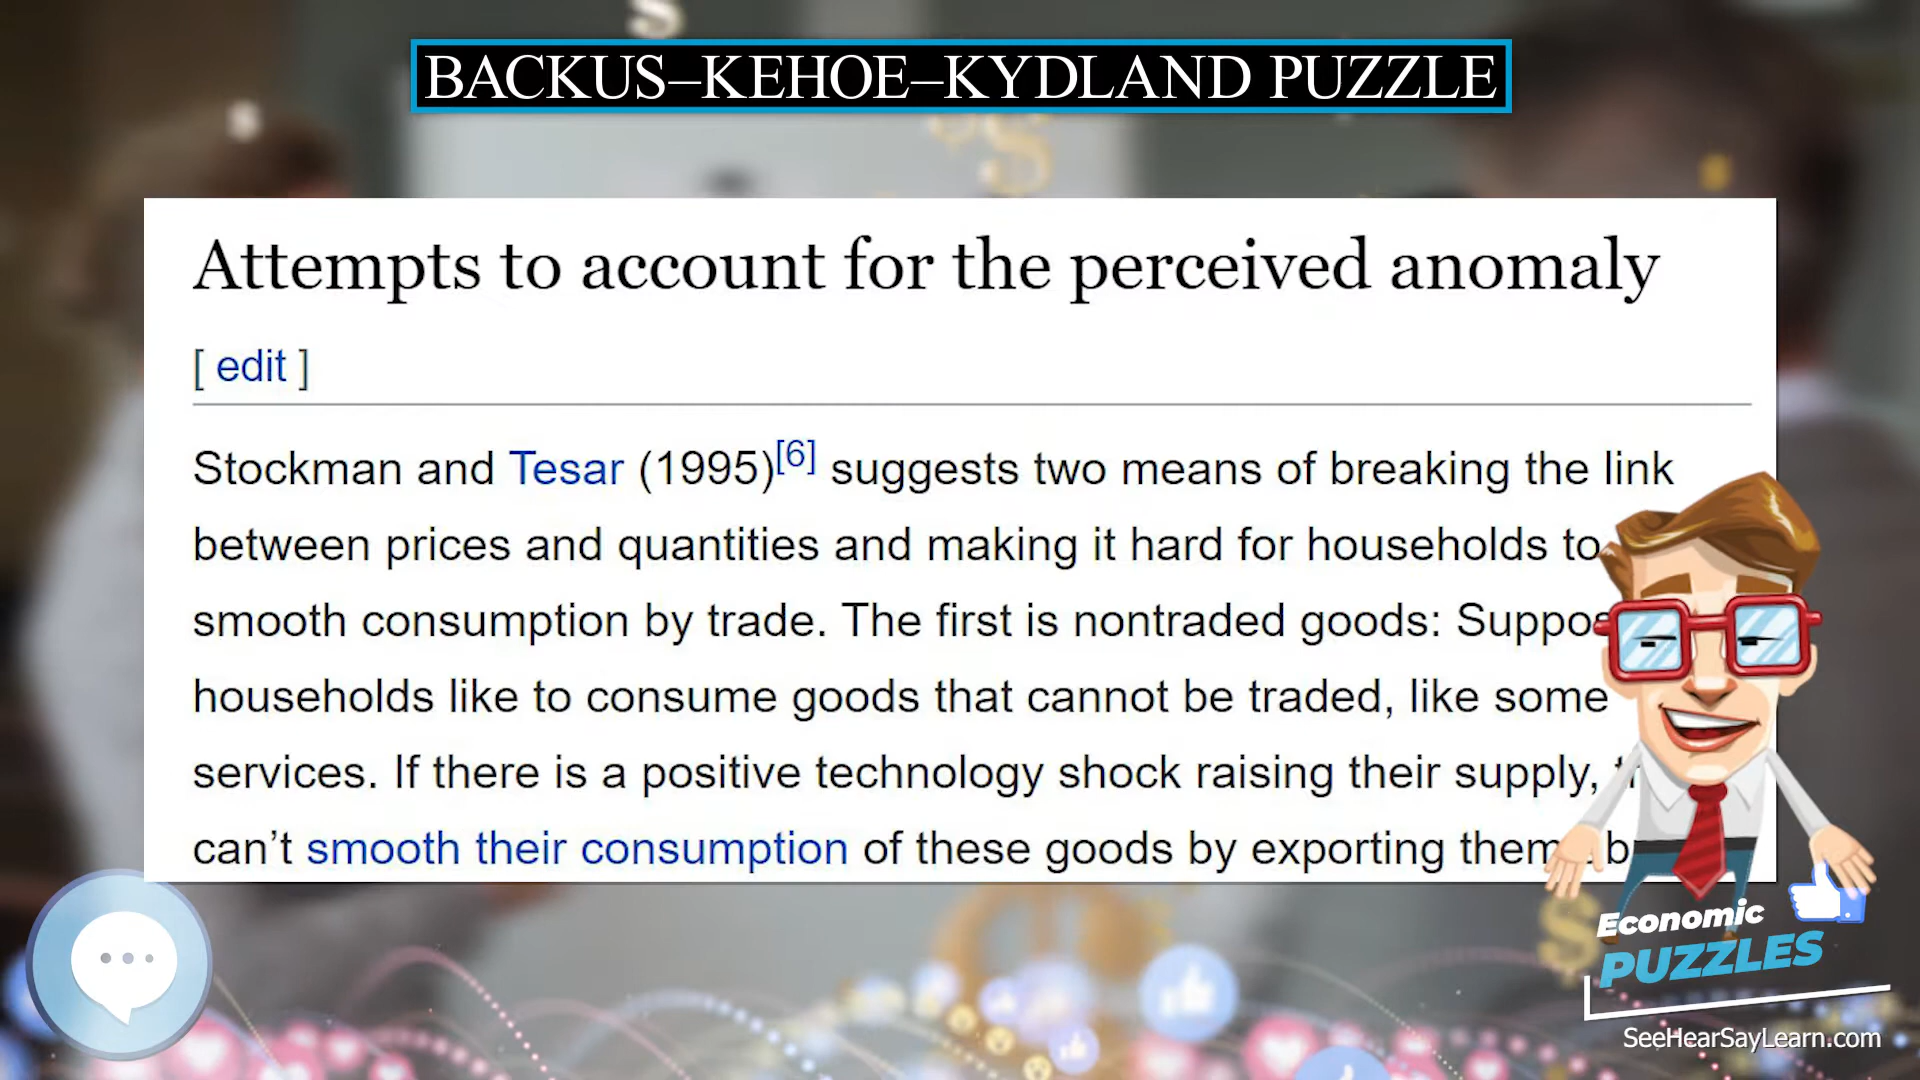 BACKUS–KEHOE–KYDLAND PUZZLE
Attempts to account for the perceived anomaly
[ edit ]
Stockman and Tesar (1995)[6] suggests two means of breaking the link
between prices and quantities and making it hard for households to
smooth consumption by trade. The first is nontraded goods:
households like to consume goods that cannot be traded, like some
services. If there is a positive technology shock raising their supply,
can’t smooth their consumption of these goods by exporting them
Economic
PUZZLES
SeeHearSayLearn.com